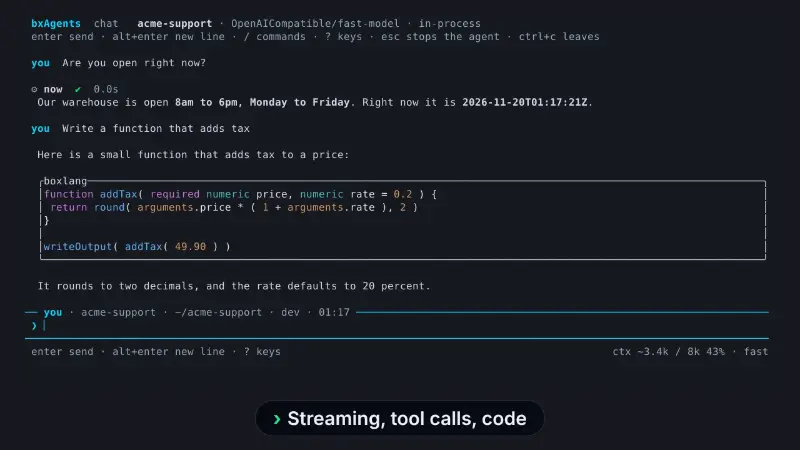 bxAgents chat acme-support · OpenAICompatible/fast-model · in-process
enter send · alt+enter new line · / commands · ? keys · esc stops the agent · ctrl+c leaves
you Are you open right now?
⚙ now ✔ 0.0s
Our warehouse is open 8am to 6pm, Monday to Friday. Right now it is 2026-11-20T01:17:21Z.
you Write a function that adds tax
Here is a small function that adds tax to a price:
boxlang
function addTax( required numeric price, numeric rate = 0.2 ) {
return round( arguments.price * ( 1 + arguments.rate ), 2 )
}
writeOutput( addTax( 49.90 ) )
It rounds to two decimals, and the rate defaults to 20 percent.
you · acme-support · ~/acme-support · dev · 01:17
❯
enter send · alt+enter new line · ? keys ctx ~3.4k / 8k 43% · fast
› Streaming, tool calls, code